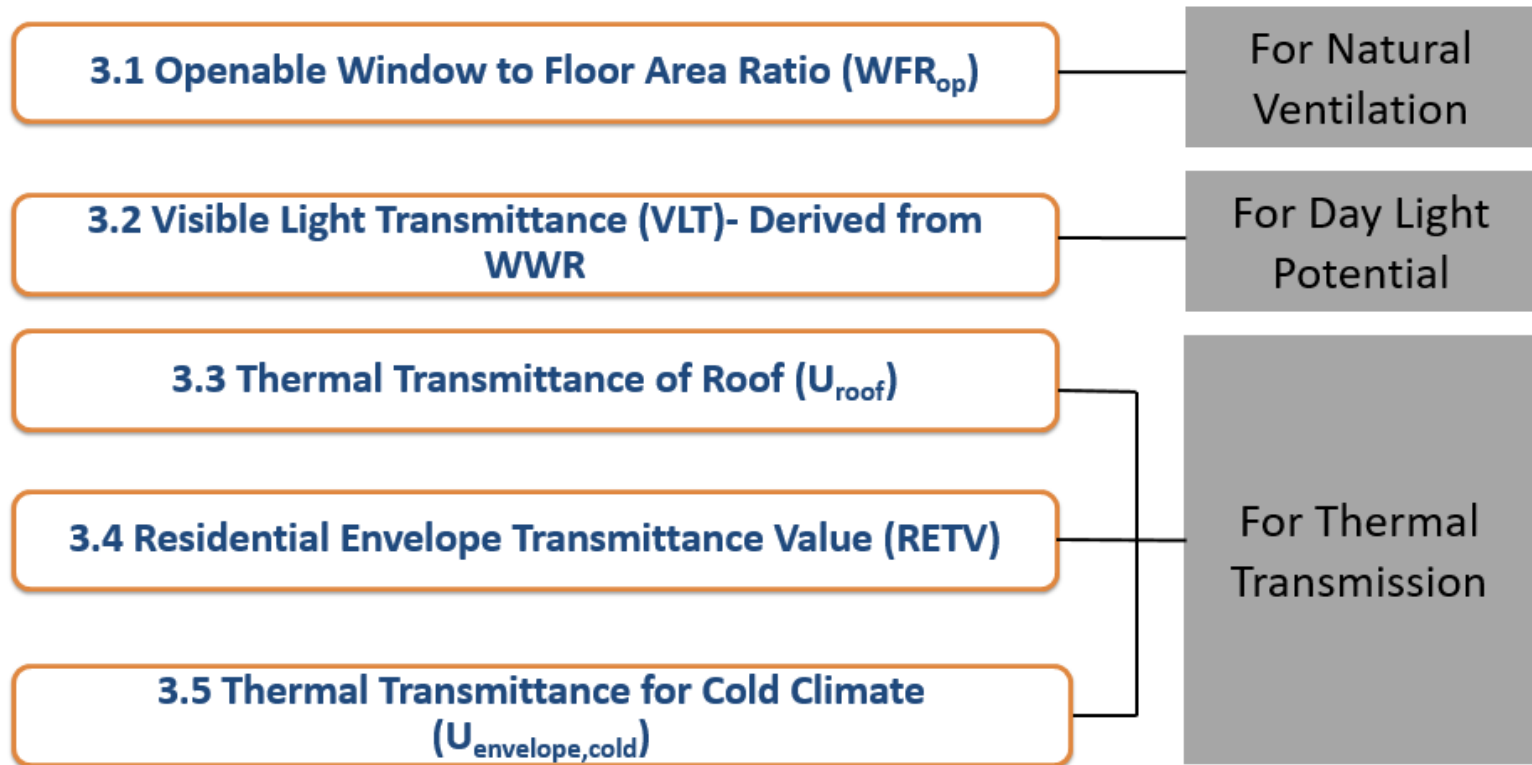 3.1 Openable Window to Floor Area Ratio (WFRop)
For Natural
Ventilation
3.2 Visible Light Transmittance (VLT)- Derived from
WWR
For Day Light
Potential
3.3 Thermal Transmittance of Roof (Uroof)
3.4 Residential Envelope Transmittance Value (RETV)
3.5 Thermal Transmittance for Cold Climate
(Uenvelope,cold)
For Thermal
Transmission